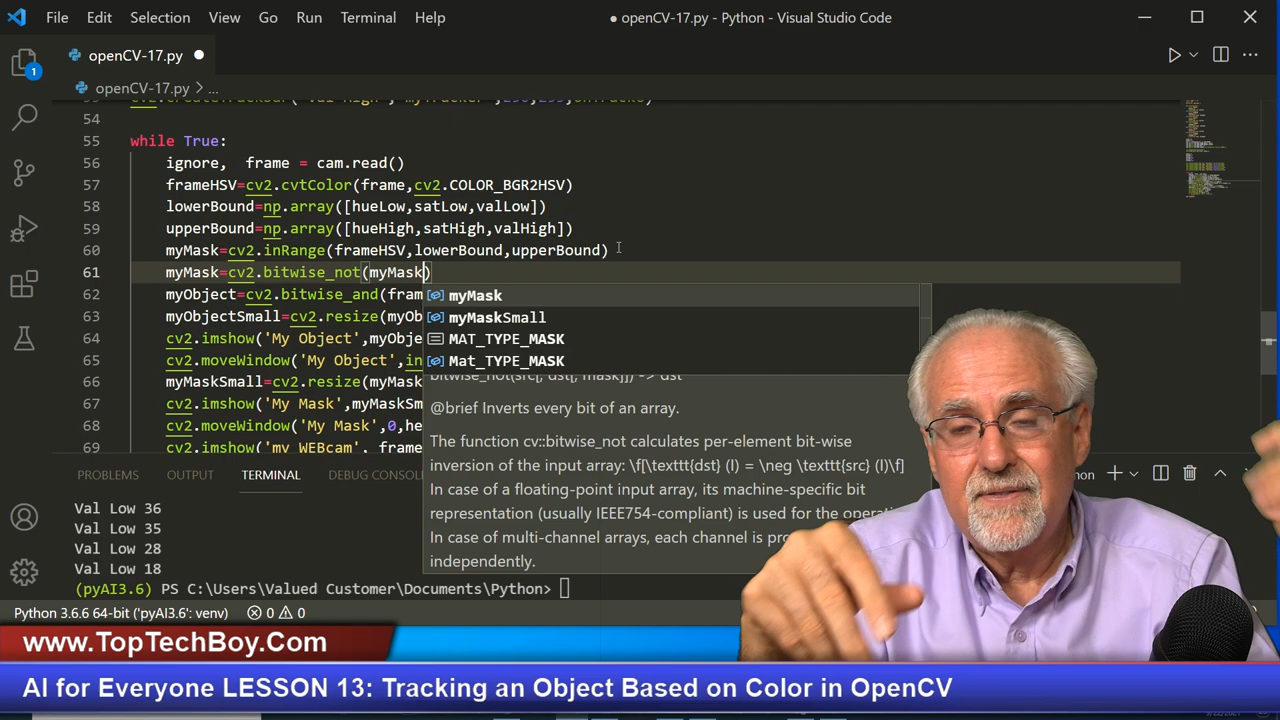 File Edit Selection View Go Run Terminal Help
● openCV-17.py - Python - Visual Studio Code
openCV-17.py ●
openCV-17.py > ...
1
54
55 while True:
56 ignore, frame = cam.read()
57 frameHSV=cv2.cvtColor(frame,cv2.COLOR_BGR2HSV)
58 lowerBound=np.array([hueLow,satLow,valLow])
59 upperBound=np.array([hueHigh,satHigh,valHigh])
60 myMask=cv2.inRange(frameHSV,lowerBound,upperBound)
61 myMask=cv2.bitwise_not(myMask)
62 myObject=cv2.bitwise_and(fram
63 myObjectSmall=cv2.resize(myOb
64 cv2.imshow('My Object',myObje
65 cv2.moveWindow('My Object',in
66 myMaskSmall=cv2.resize(myMask
67 cv2.imshow('My Mask',myMaskSm
68 cv2.moveWindow('My Mask',0,he
69 cv2.imshow('my WEBcam', frame
myMask
myMaskSmall
MAT_TYPE_MASK
Mat_TYPE_MASK
bitwise_not(src[, dst[, mask]]) -> dst
@brief Inverts every bit of an array.
The function cv::bitwise_not calculates per-element bit-wise
inversion of the input array: \f[\texttt{dst} (I) = \neg \texttt{src} (I)\f]
In case of a floating-point input array, its machine-specific bit
representation (usually IEEE754-compliant) is used for the
In case of multi-channel arrays, each channel is
independently.
PROBLEMS OUTPUT TERMINAL DEBUG CONSOLE
Val Low 36
Val Low 35
Val Low 28
Val Low 18
(pyAI3.6) PS C:\Users\Valued Customer\Documents\Python>
Python 3.6.6 64-bit ('pyAI3.6': venv) 0 0
www.TopTechBoy.Com
AI for Everyone LESSON 13: Tracking an Object Based on Color in OpenCV